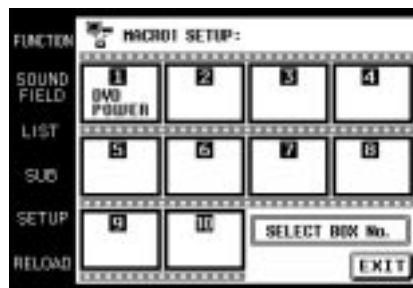 FUNCTION
SOUND FIELD
LIST
SUB
SETUP
RELOAD
MACRO1 SETUP:
1 2 3 4
DVD POWER
5 6 7 8
9 10
SELECT BOX No.
EXIT